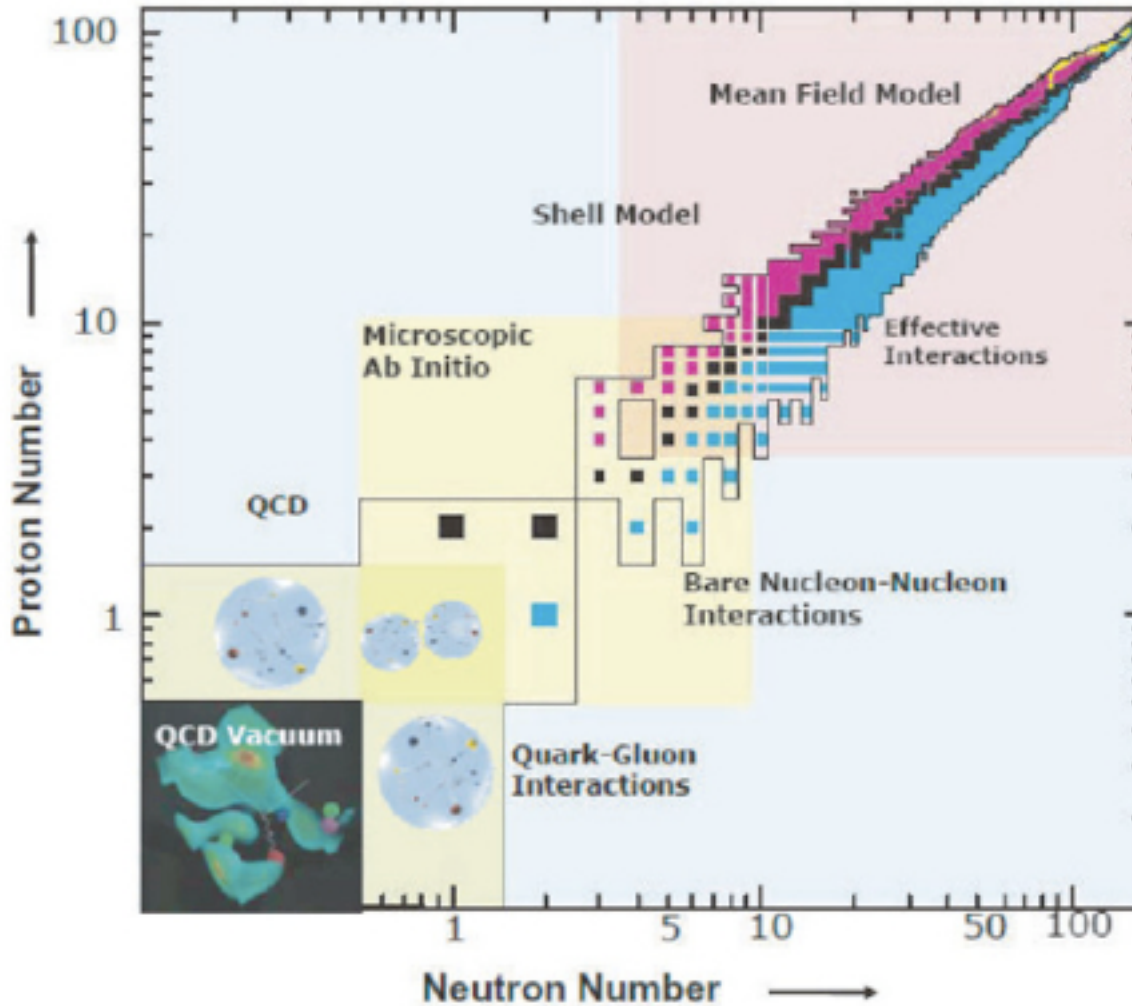 100
Mean Field Model
Shell Model
10
Microscopic
Ab Initio
Effective
Interactions
QCD
Bare Nucleon-Nucleon
Interactions
1
QCD Vacuum
Quark-Gluon
Interactions
1 5 10 50 100
Proton Number
Neutron Number